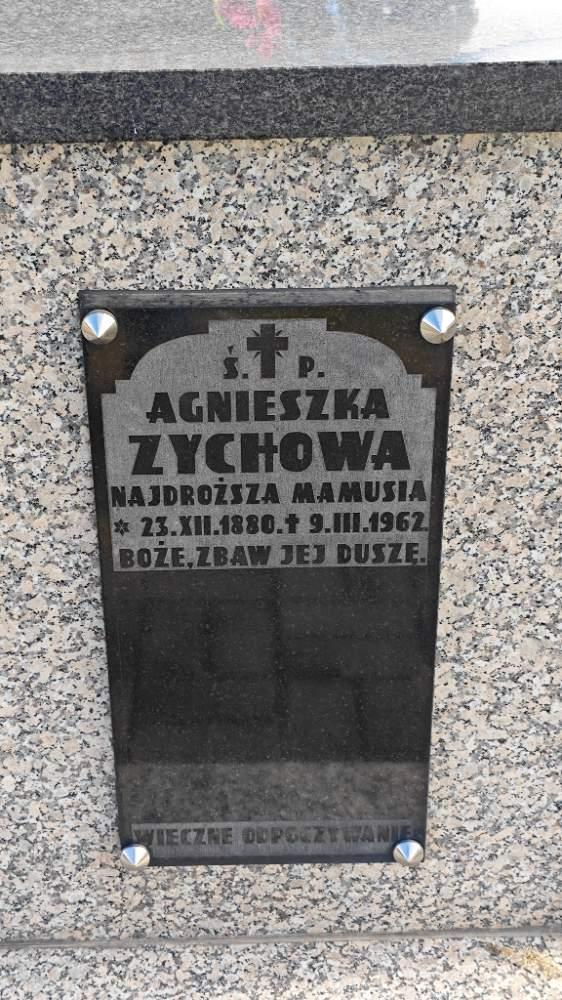 Ś. P.
AGNIESZKA
ZYCHOWA
NAJDROŻSZA MAMUSIA
* 23.XII.1880.✝ 9.III.1962.
BOŻE, ZBAW JEJ DUSZĘ.
WIECZNE ODPOCZYWANIE